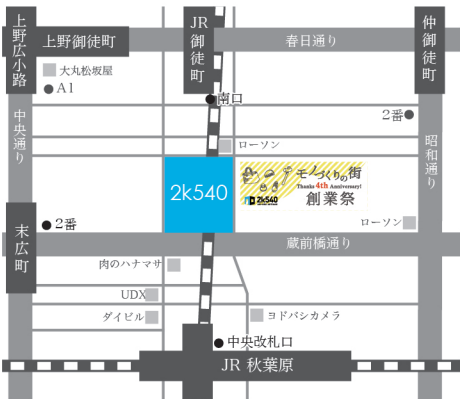 上野広小路
上野御徒町
JR御徒町
春日通り
仲御徒町
大丸松坂屋
A1
南口
2番
中央通り
昭和通り
ローソン
2k540
モノづくりの街
Thanks 4th Anniversary!
2k540
創業祭
ローソン
末広町
2番
蔵前橋通り
肉のハナマサ
UDX
ダイビル
ヨドバシカメラ
中央改札口
JR 秋葉原